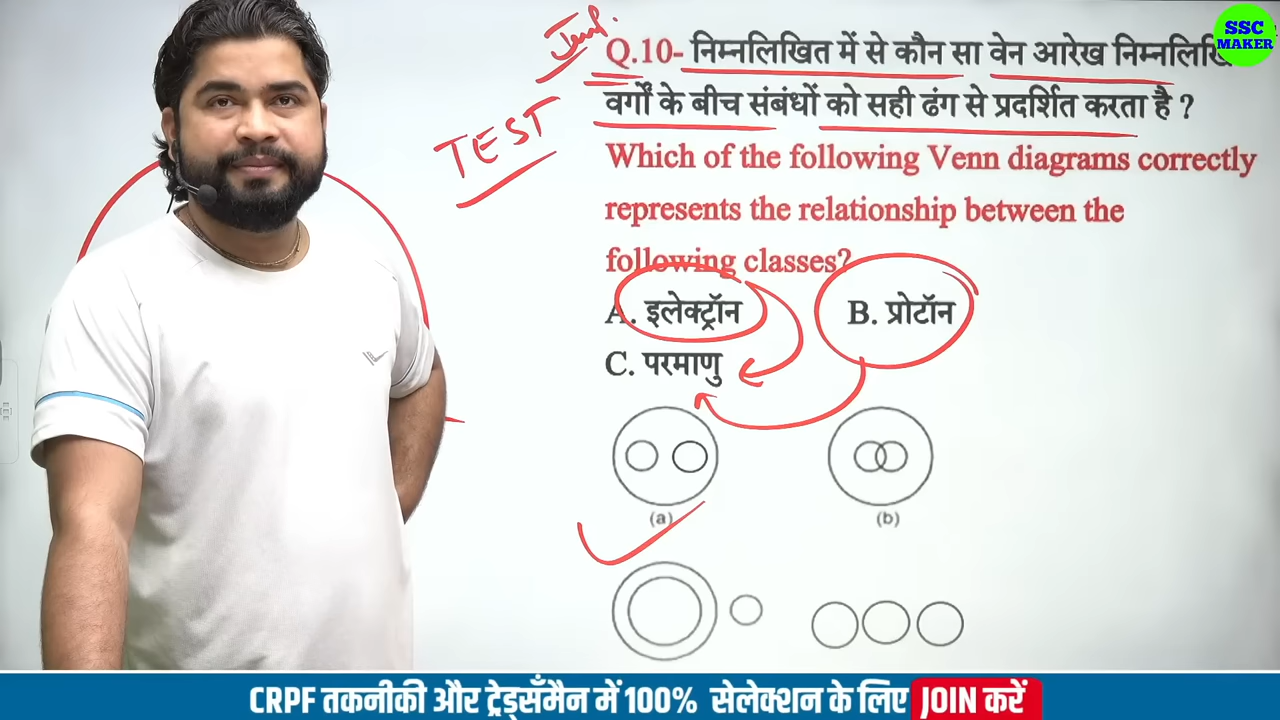 SSC
MAKER
Q.10- निम्नलिखित में से कौन सा वेन आरेख
वर्गों के बीच संबंधों को सही ढंग से प्रदर्शित करता है ?
TEST
Which of the following Venn diagrams correctly
represents the relationship between the
following classes?
A. इलेक्ट्रॉन B. प्रोटॉन
C. परमाणु
(a) (b)
CRPF तकनीकी और ट्रेड्समैन में 100% सेलेक्शन के लिए JOIN करें